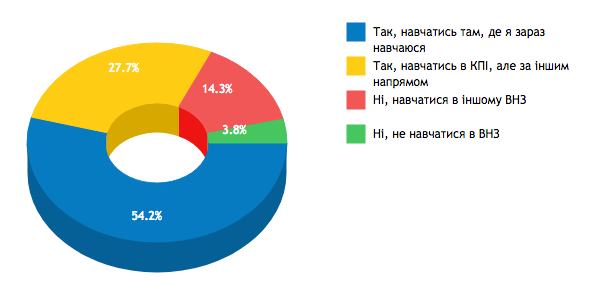 27.7%
14.3%
3.8%
54.2%
Так, навчатись там, де я зараз
навчаюся
Так, навчатись в КПІ, але за іншим
напрямом
Ні, навчатися в іншому ВНЗ
Ні, не навчатися в ВНЗ